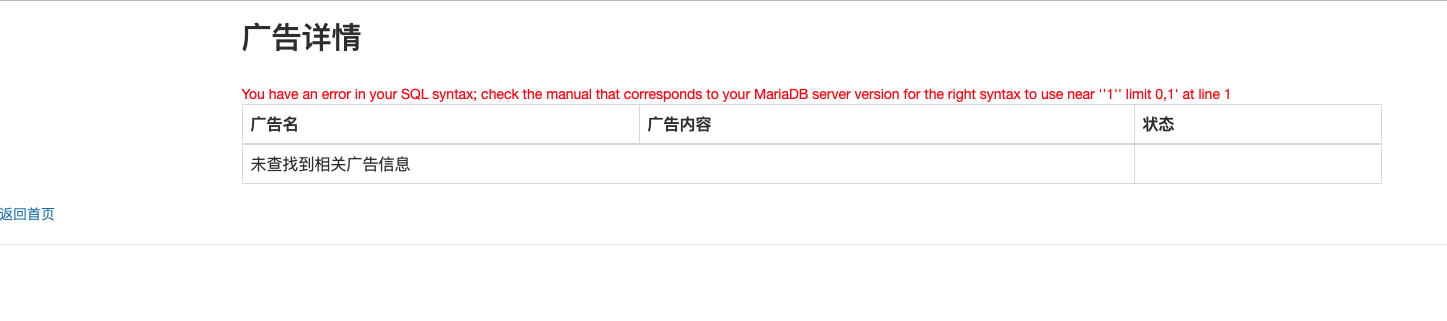 广告详情
You have an error in your SQL syntax; check the manual that corresponds to your MariaDB server version for the right syntax to use near ''1'' limit 0,1' at line 1
广告名 广告内容 状态
未查找到相关广告信息
返回首页